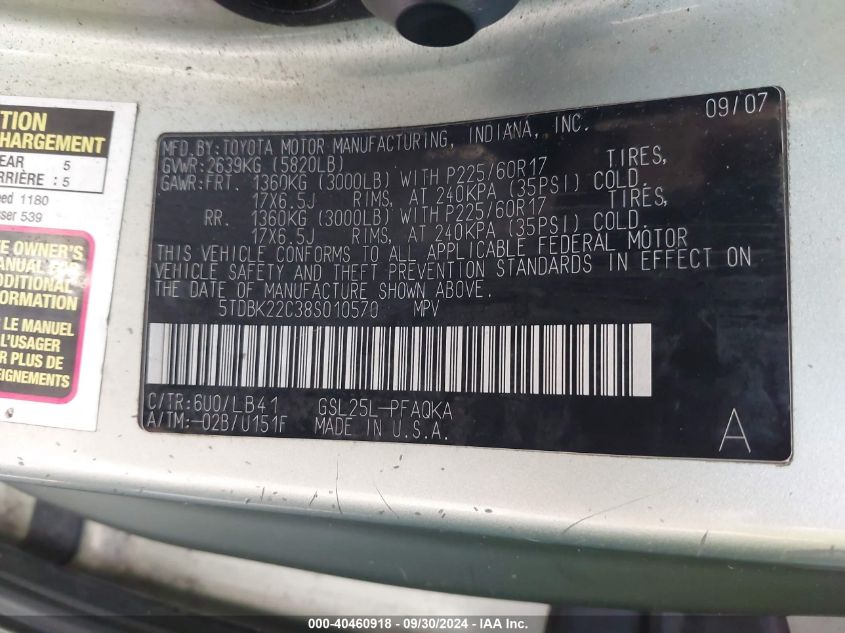 TION
HARGEMENT
EAR 5
RRIÈRE : 5
ed 1180
ser 539
E OWNER'S
ANUAL FOR
DDITIONAL
FORMATION
LE MANUEL
L'USAGER
R PLUS DE
EIGNEMENTS
09/07
MFD.BY:TOYOTA MOTOR MANUFACTURING, INDIANA, INC.
GVWR:2639KG (5820LB)
GAWR:FRT. 1360KG (3000LB) WITH P225/60R17 TIRES,
17X6.5J RIMS, AT 240KPA (35PSI) COLD.
RR. 1360KG (3000LB) WITH P225/60R17 TIRES,
17X6.5J RIMS, AT 240KPA (35PSI) COLD.
THIS VEHICLE CONFORMS TO ALL APPLICABLE FEDERAL MOTOR
VEHICLE SAFETY AND THEFT PREVENTION STANDARDS IN EFFECT ON
THE DATE OF MANUFACTURE SHOWN ABOVE.
5TDBK22C38S010570 MPV
C/TR:6U0/LB41 GSL25L-PFAQKA
A/TM:-02B/U151F MADE IN U.S.A.
A
000-40460918 - 09/30/2024 - IAA Inc.